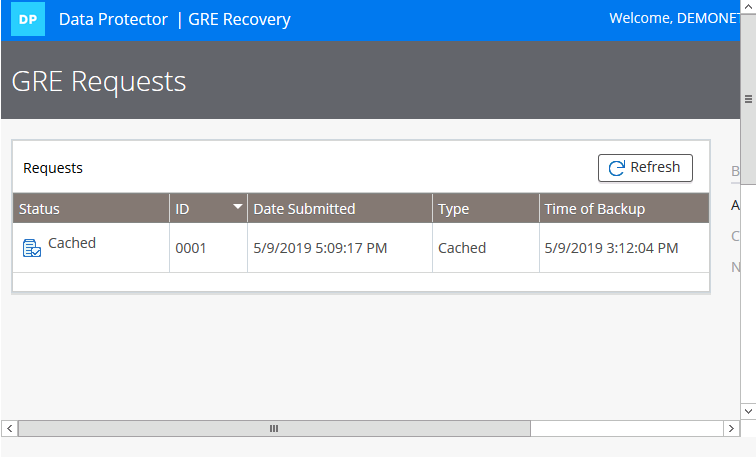 DP Data Protector | GRE Recovery Welcome, DEMONET
GRE Requests
Requests Refresh
Status ID Date Submitted Type Time of Backup
Cached 0001 5/9/2019 5:09:17 PM Cached 5/9/2019 3:12:04 PM
B
A
C
N